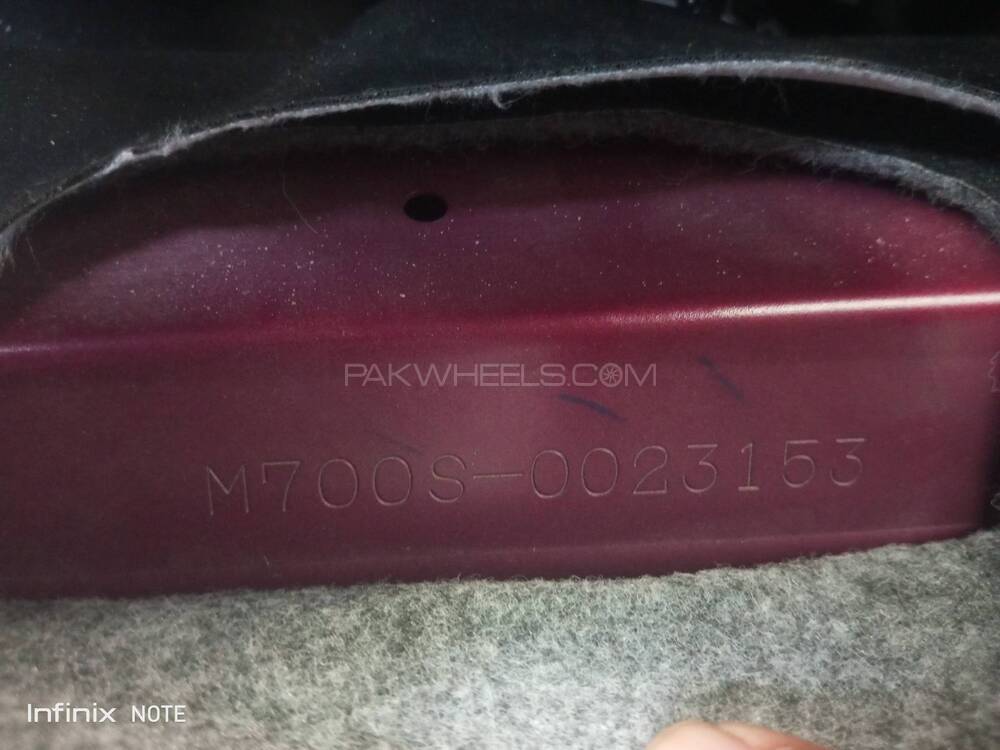 PAKWHEELS.COM
M700S-0023153
Infinix NOTE